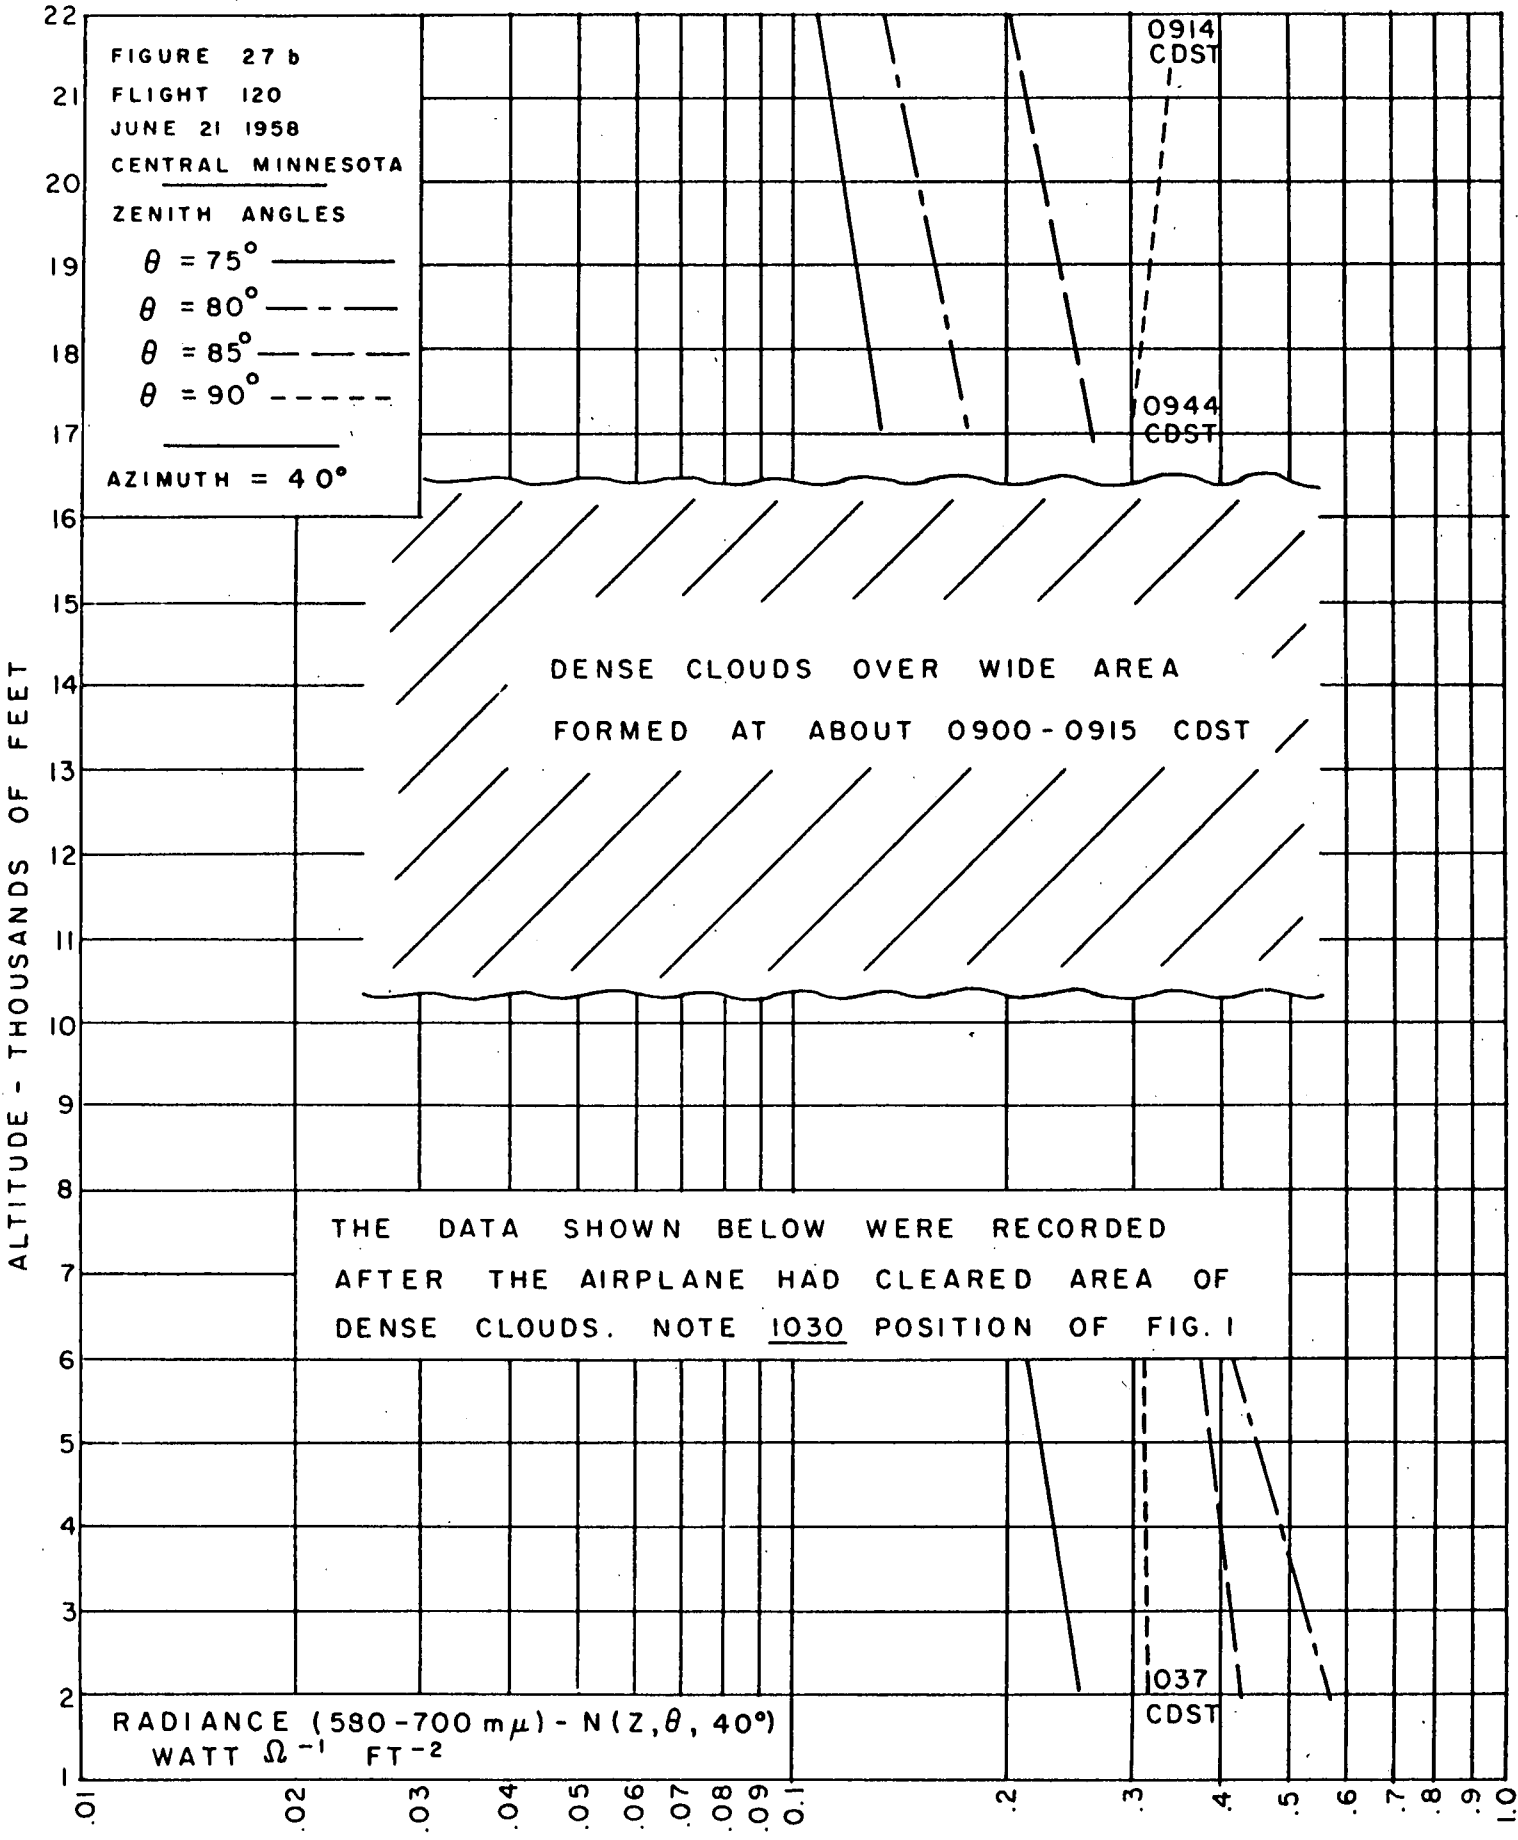 FIGURE 27 b
FLIGHT 120
JUNE 21 1958
CENTRAL MINNESOTA
ZENITH ANGLES
θ = 75°
θ = 80°
θ = 85°
θ = 90°
AZIMUTH = 40°
0914
CDST
0944
CDST
DENSE CLOUDS OVER WIDE AREA
FORMED AT ABOUT 0900-0915 CDST
THE DATA SHOWN BELOW WERE RECORDED
AFTER THE AIRPLANE HAD CLEARED AREA OF
DENSE CLOUDS. NOTE 1030 POSITION OF FIG. 1
1037
CDST
RADIANCE (580-700 mμ) - N(Z, θ, 40°)
WATT Ω⁻¹ FT⁻²
ALTITUDE - THOUSANDS OF FEET
22
21
20
19
18
17
16
15
14
13
12
11
10
9
8
7
6
5
4
3
2
1
.01
.02
.03
.04
.05
.06
.07
.08
.09
0.1
.2
.3
.4
.5
.6
.7
.8
.9
1.0